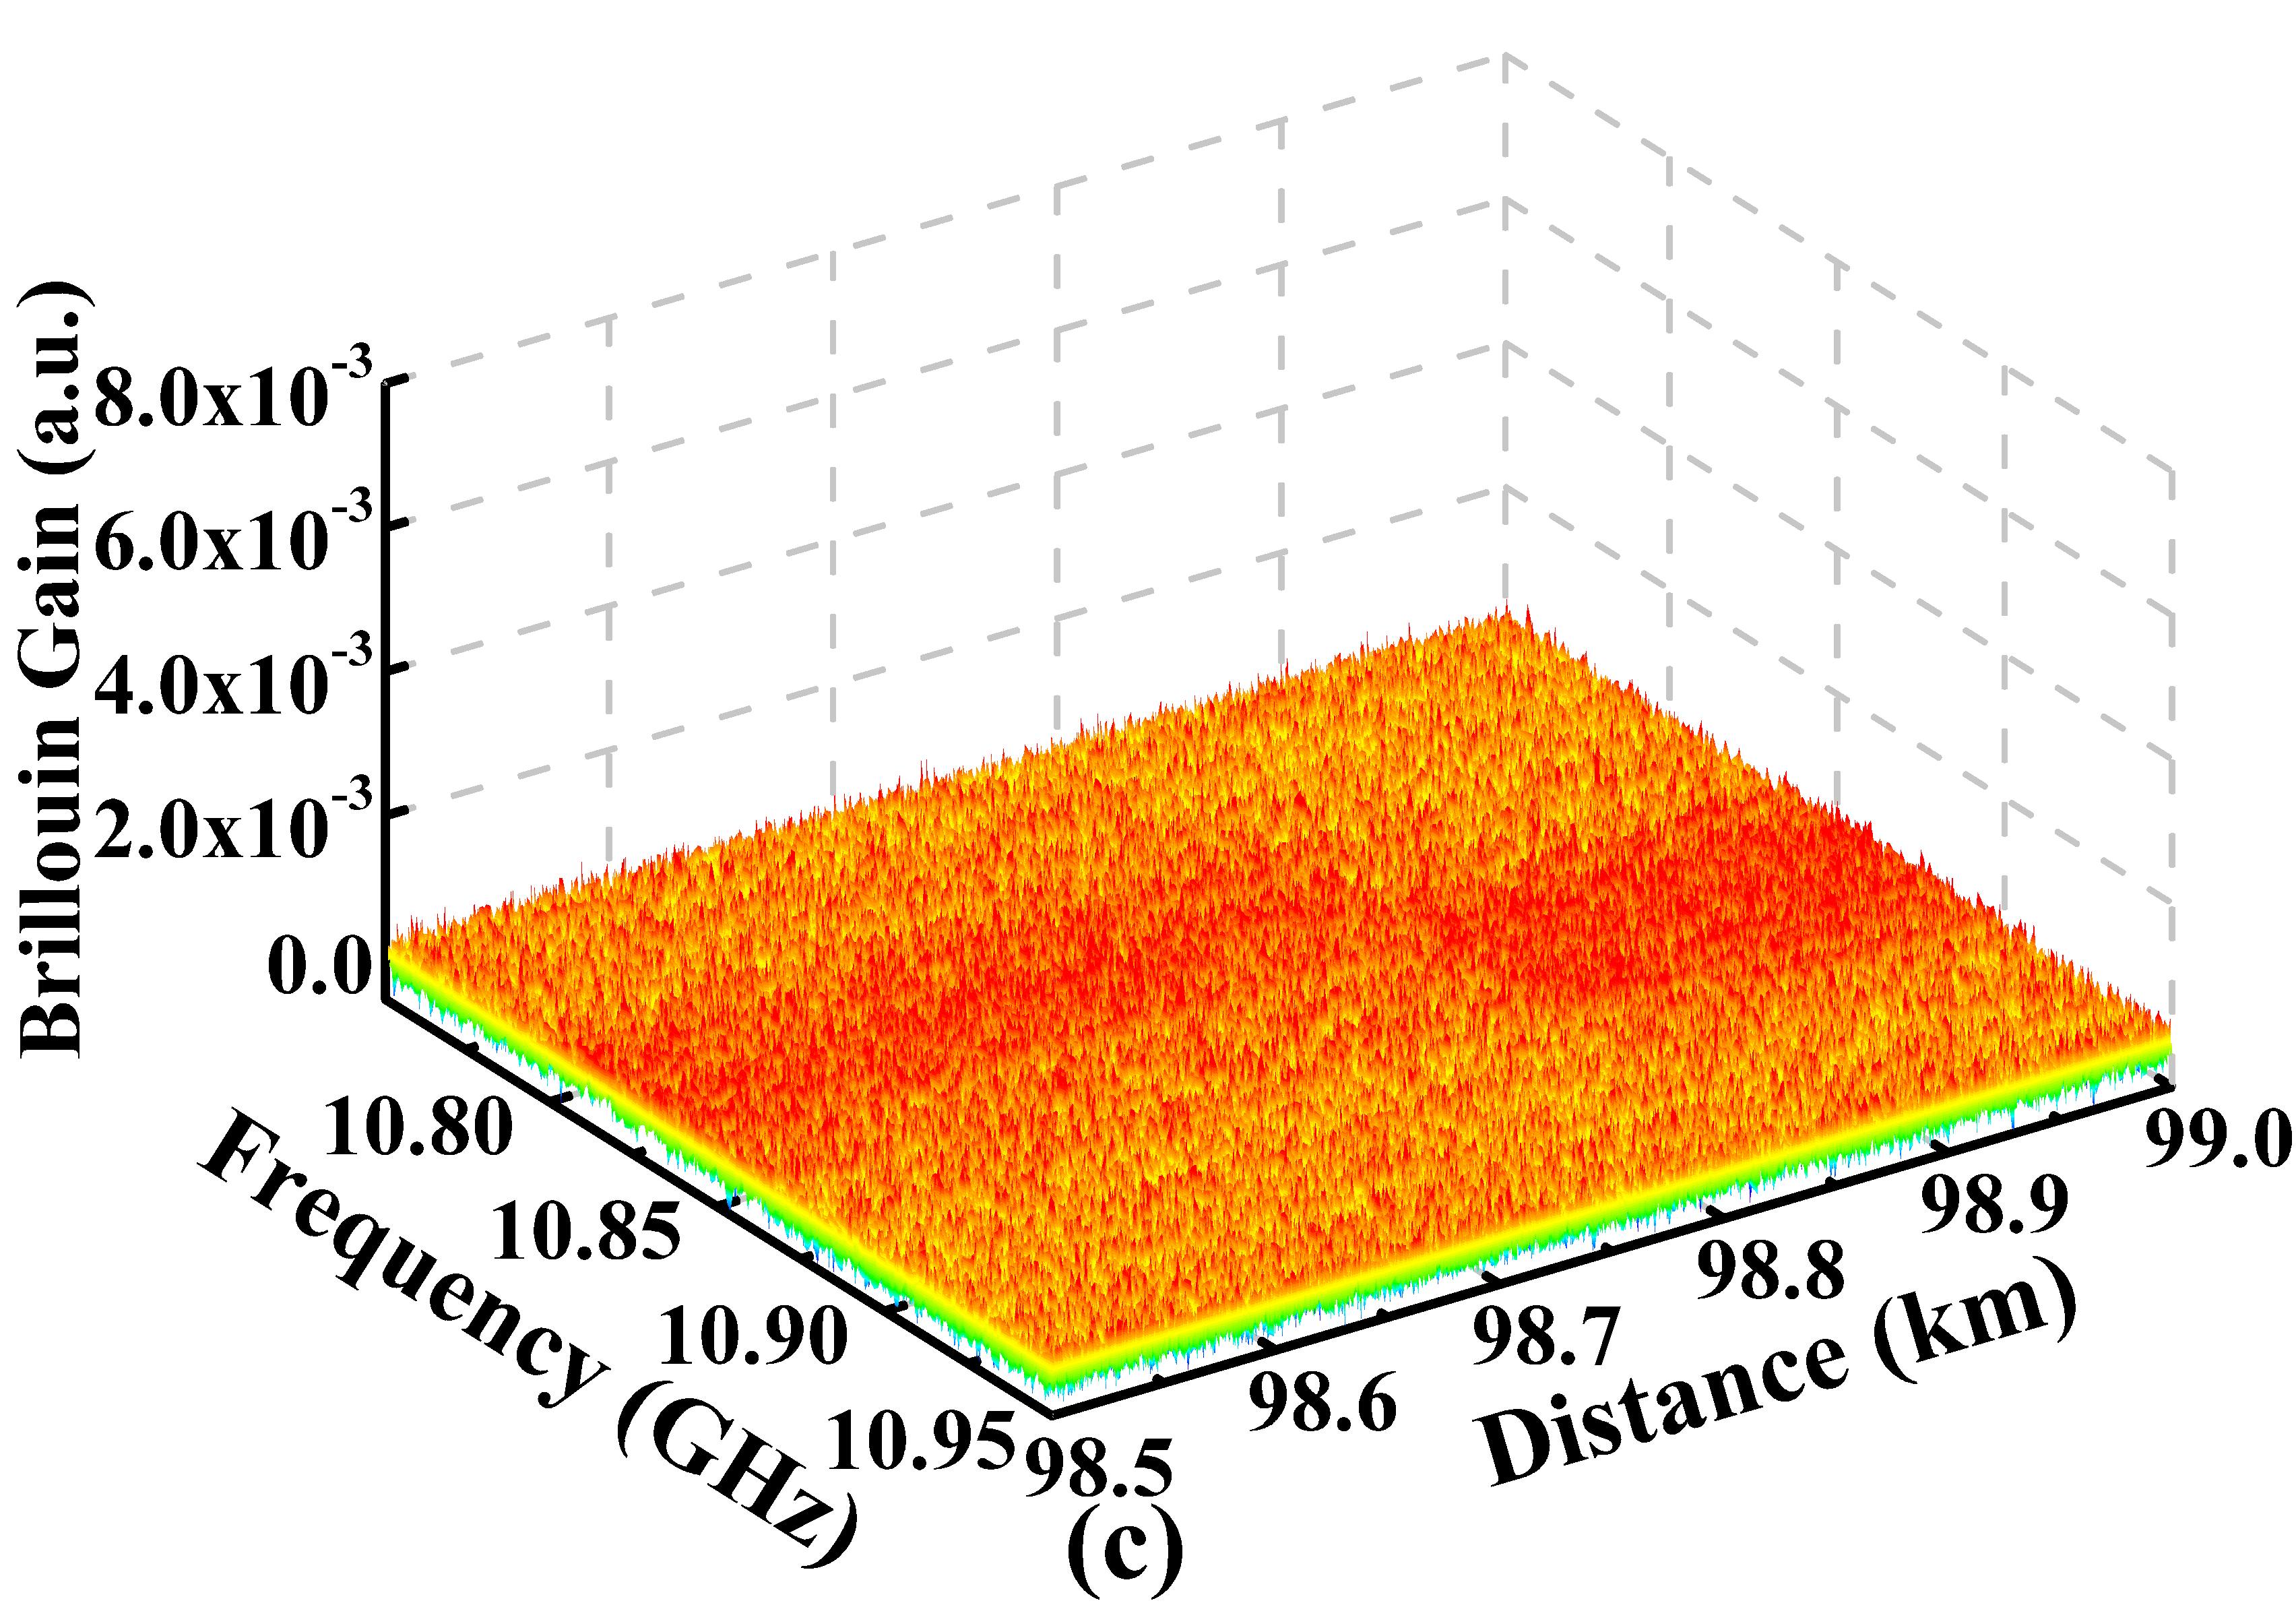 Brillouin Gain (a.u.)
8.0x10⁻³
6.0x10⁻³
4.0x10⁻³
2.0x10⁻³
0.0
10.80
10.85
10.90
10.95
Frequency (GHz)
98.5
98.6
98.7
98.8
98.9
99.0
Distance (km)
(c)